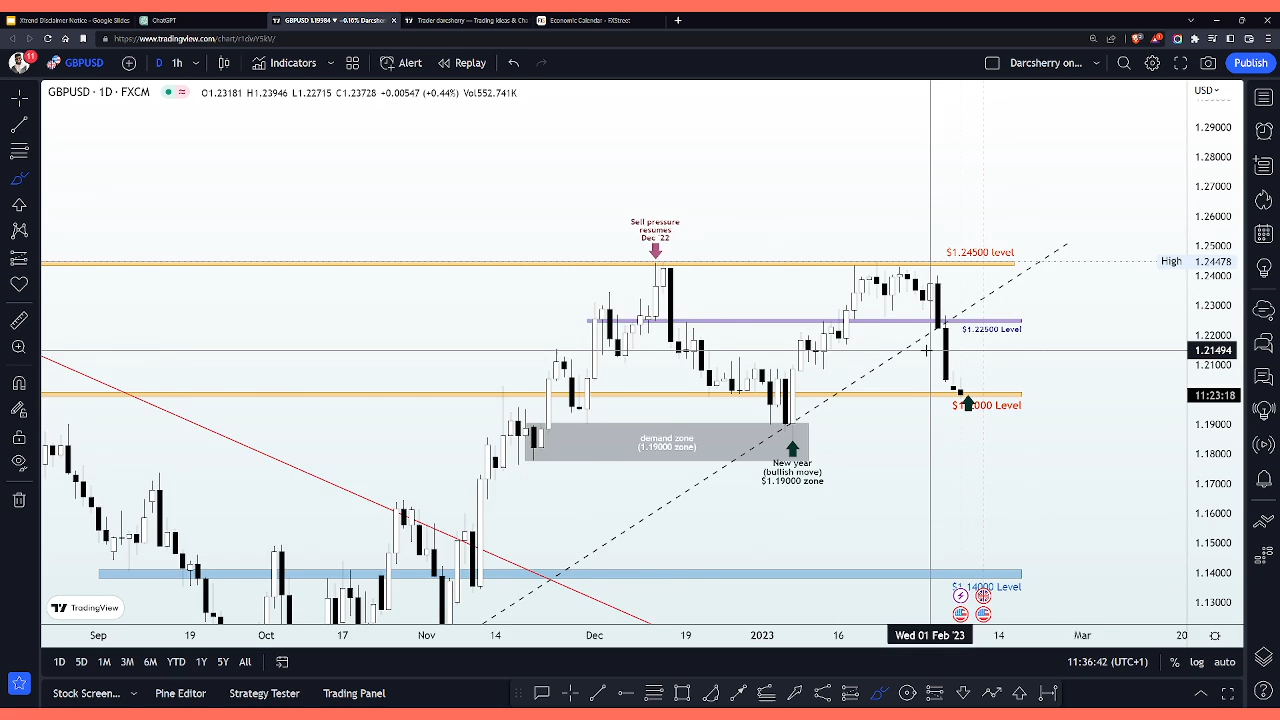 Xtrend Disclaimer Notice - Google Slides
ChatGPT
GBPUSD 1.19984 ▼ −0.16% Darcsherr
Trader darcsherry — Trading Ideas & Cha
Economic Calendar - FXStreet
https://www.tradingview.com/chart/r1dwY5kV/
11
GBPUSD
D
1h
Indicators
Alert
Replay
Darcsherry on...
Publish
GBPUSD · 1D · FXCM
O1.23181 H1.23946 L1.22715 C1.23728 +0.00547 (+0.44%) Vol552.741K
USD
1.29000
1.28000
1.27000
1.26000
1.25000
High 1.24478
1.24000
1.23000
1.22000
1.21494
1.21000
11:23:18
1.19000
1.18000
1.17000
1.16000
1.15000
1.14000
1.13000
Sell pressure
resumes
Dec '22
$1.24500 level
$1.22500 Level
000 Level
demand zone
(1.19000 zone)
New year
(bullish move)
$1.19000 zone
$1.14000 Level
TradingView
Sep
19
Oct
17
Nov
14
Dec
19
2023
16
Wed 01 Feb '23
14
Mar
20
1D
5D
1M
3M
6M
YTD
1Y
5Y
All
11:36:42 (UTC+1)
%
log
auto
Stock Screen...
Pine Editor
Strategy Tester
Trading Panel